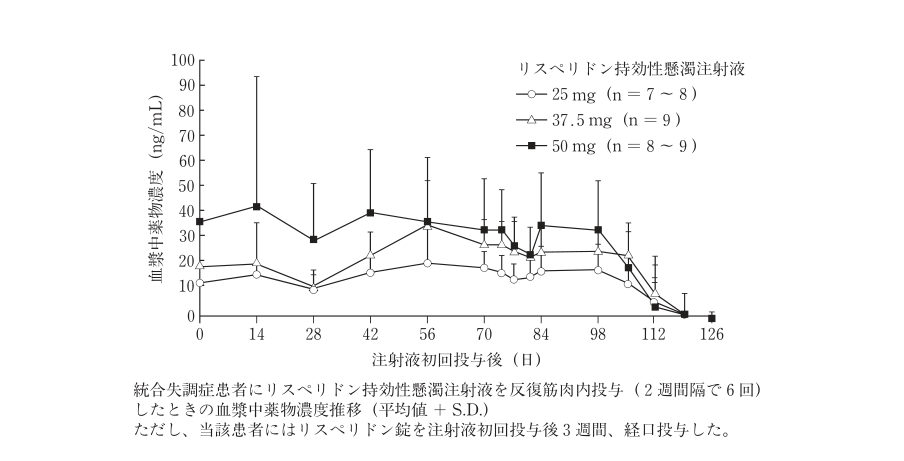 100
90
80
70
60
50
40
30
20
10
0
血漿中薬物濃度（ng/mL）
リスペリドン持効性懸濁注射液
25 mg（n = 7 ～ 8）
37.5 mg（n = 9）
50 mg（n = 8 ～ 9）
0 14 28 42 56 70 84 98 112 126
注射液初回投与後（日）
統合失調症患者にリスペリドン持効性懸濁注射液を反復筋肉内投与（2 週間隔で 6 回）
したときの血漿中薬物濃度推移（平均値 + S.D.）
ただし、当該患者にはリスペリドン錠を注射液初回投与後 3 週間、経口投与した。